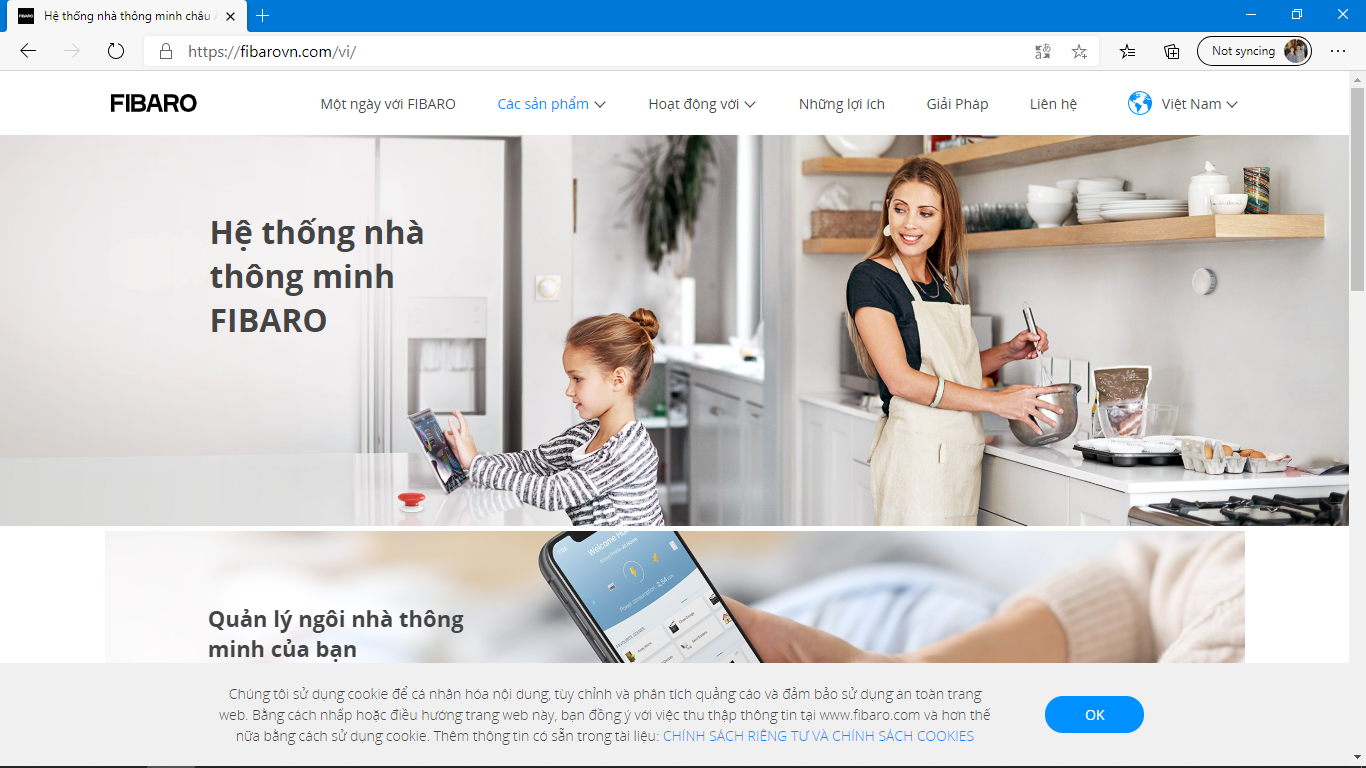 FIBARO
Hệ thống nhà thông minh châu
Not syncing
https://fibarovn.com/vi/
FIBARO
Một ngày với FIBARO
Các sản phẩm
Hoạt động với
Những lợi ích
Giải Pháp
Liên hệ
Việt Nam
Hệ thống nhà
thông minh
FIBARO
Welcome Ho
Power consumption
Quản lý ngôi nhà thông
minh của bạn
Chúng tôi sử dụng cookie để cá nhân hóa nội dung, tùy chỉnh và phân tích quảng cáo và đảm bảo sử dụng an toàn trang
web. Bằng cách nhấp hoặc điều hướng trang web này, bạn đồng ý với việc thu thập thông tin tại www.fibaro.com và hơn thế
nữa bằng cách sử dụng cookie. Thêm thông tin có sẵn trong tài liệu: CHÍNH SÁCH RIÊNG TƯ VÀ CHÍNH SÁCH COOKIES
OK